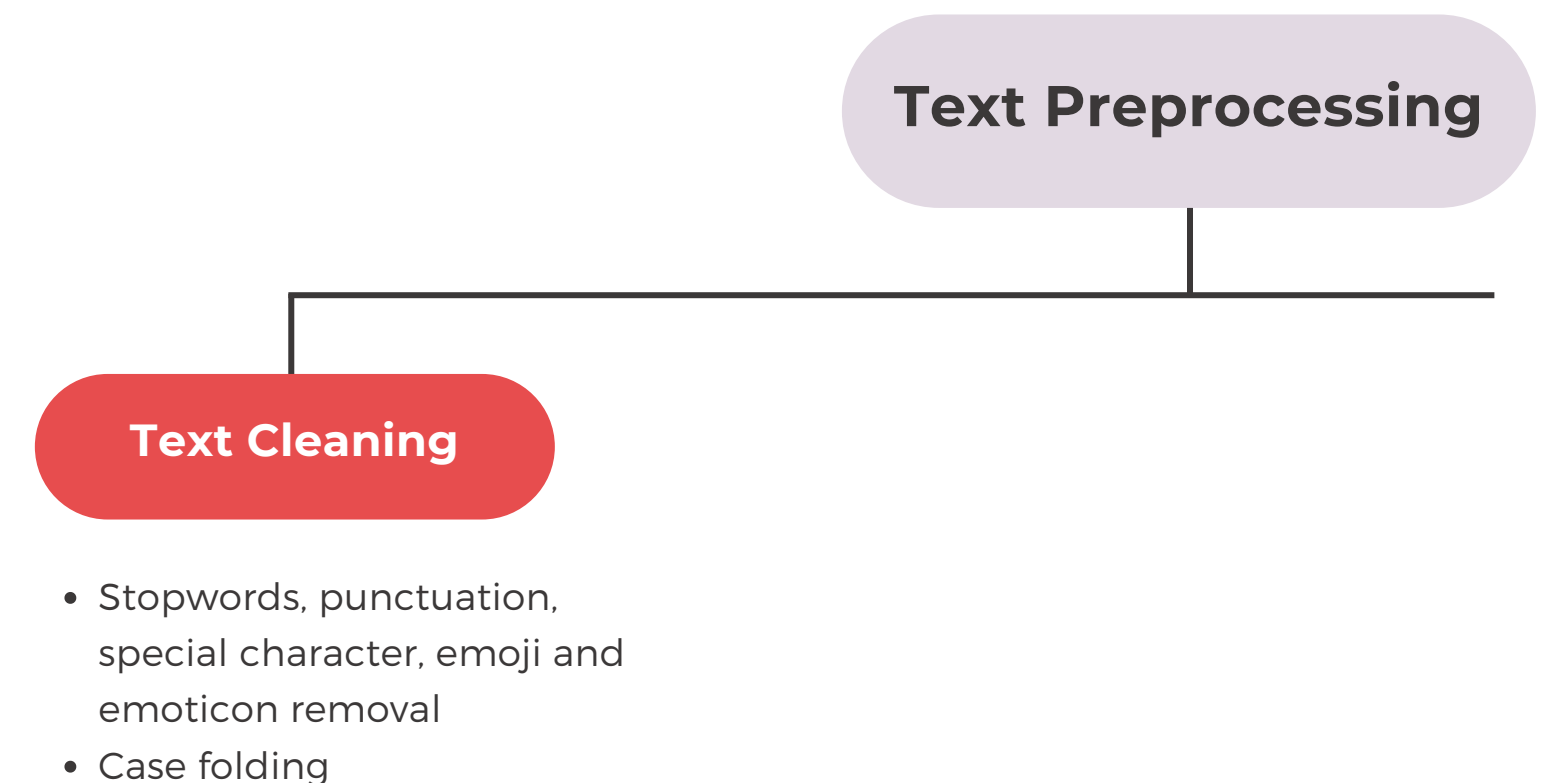 Text Preprocessing
Text Cleaning
• Stopwords, punctuation,
special character, emoji and
emoticon removal
• Case folding